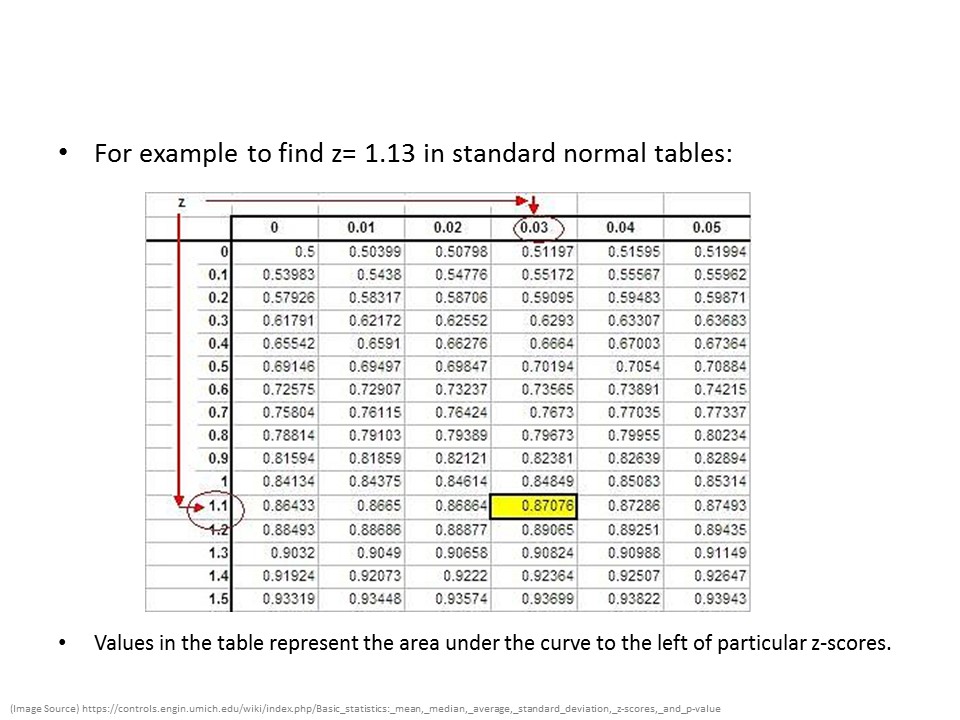 • For example to find z= 1.13 in standard normal tables:
z
0 0.01 0.02 0.03 0.04 0.05
0 0.5 0.50399 0.50798 0.51197 0.51595 0.51994
0.1 0.53983 0.5438 0.54776 0.55172 0.55567 0.55962
0.2 0.57926 0.58317 0.58706 0.59095 0.59483 0.59871
0.3 0.61791 0.62172 0.62552 0.6293 0.63307 0.63683
0.4 0.65542 0.6591 0.66276 0.6664 0.67003 0.67364
0.5 0.69146 0.69497 0.69847 0.70194 0.7054 0.70884
0.6 0.72575 0.72907 0.73237 0.73565 0.73891 0.74215
0.7 0.75804 0.76115 0.76424 0.7673 0.77035 0.77337
0.8 0.78814 0.79103 0.79389 0.79673 0.79955 0.80234
0.9 0.81594 0.81859 0.82121 0.82381 0.82639 0.82894
1 0.84134 0.84375 0.84614 0.84849 0.85083 0.85314
1.1 0.86433 0.8665 0.86864 0.87076 0.87286 0.87493
1.2 0.88493 0.88686 0.88877 0.89065 0.89251 0.89435
1.3 0.9032 0.9049 0.90658 0.90824 0.90988 0.91149
1.4 0.91924 0.92073 0.9222 0.92364 0.92507 0.92647
1.5 0.93319 0.93448 0.93574 0.93699 0.93822 0.93943
• Values in the table represent the area under the curve to the left of particular z-scores.
(Image Source) https://controls.engin.umich.edu/wiki/index.php/Basic_statistics:_mean,_median,_average,_standard_deviation,_z-scores,_and_p-value